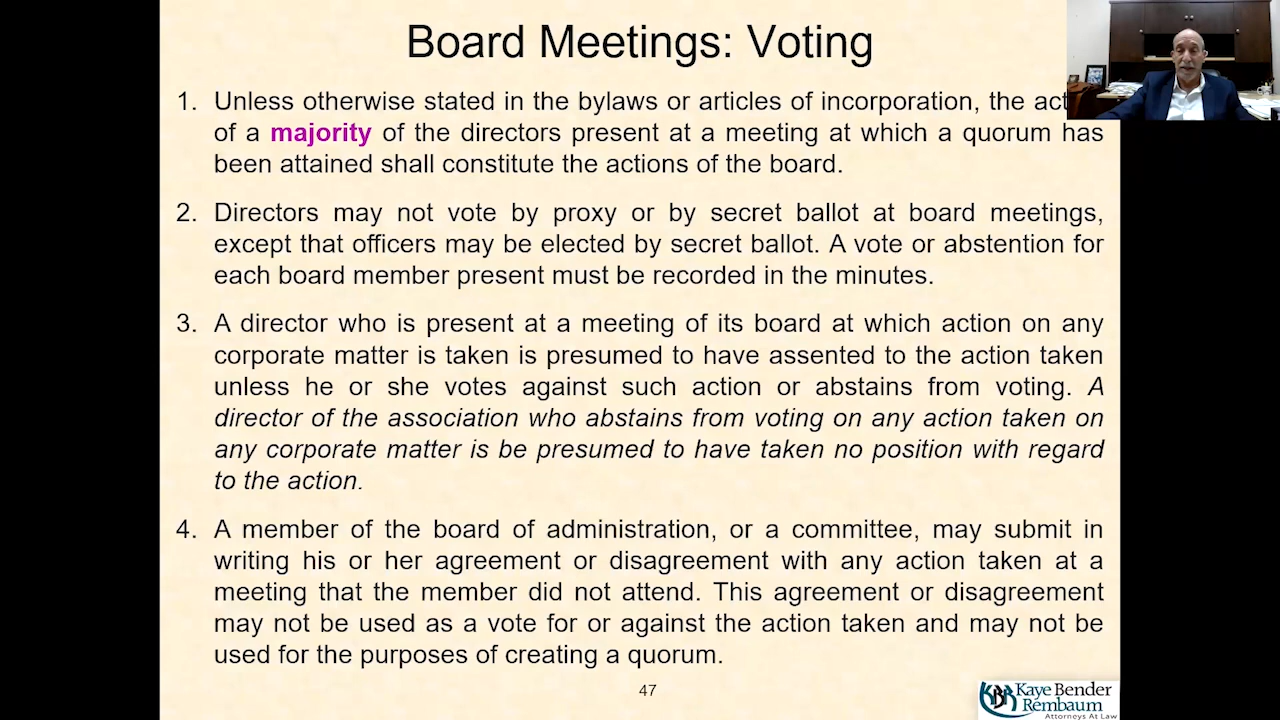 Board Meetings: Voting
1. Unless otherwise stated in the bylaws or articles of incorporation, the
of a majority of the directors present at a meeting at which a quorum has
been attained shall constitute the actions of the board.
2. Directors may not vote by proxy or by secret ballot at board meetings,
except that officers may be elected by secret ballot. A vote or abstention for
each board member present must be recorded in the minutes.
3. A director who is present at a meeting of its board at which action on any
corporate matter is taken is presumed to have assented to the action taken
unless he or she votes against such action or abstains from voting. A
director of the association who abstains from voting on any action taken on
any corporate matter is be presumed to have taken no position with regard
to the action.
4. A member of the board of administration, or a committee, may submit in
writing his or her agreement or disagreement with any action taken at a
meeting that the member did not attend. This agreement or disagreement
may not be used as a vote for or against the action taken and may not be
used for the purposes of creating a quorum.
47
KBR Kaye Bender
Rembaum
Attorneys At Law